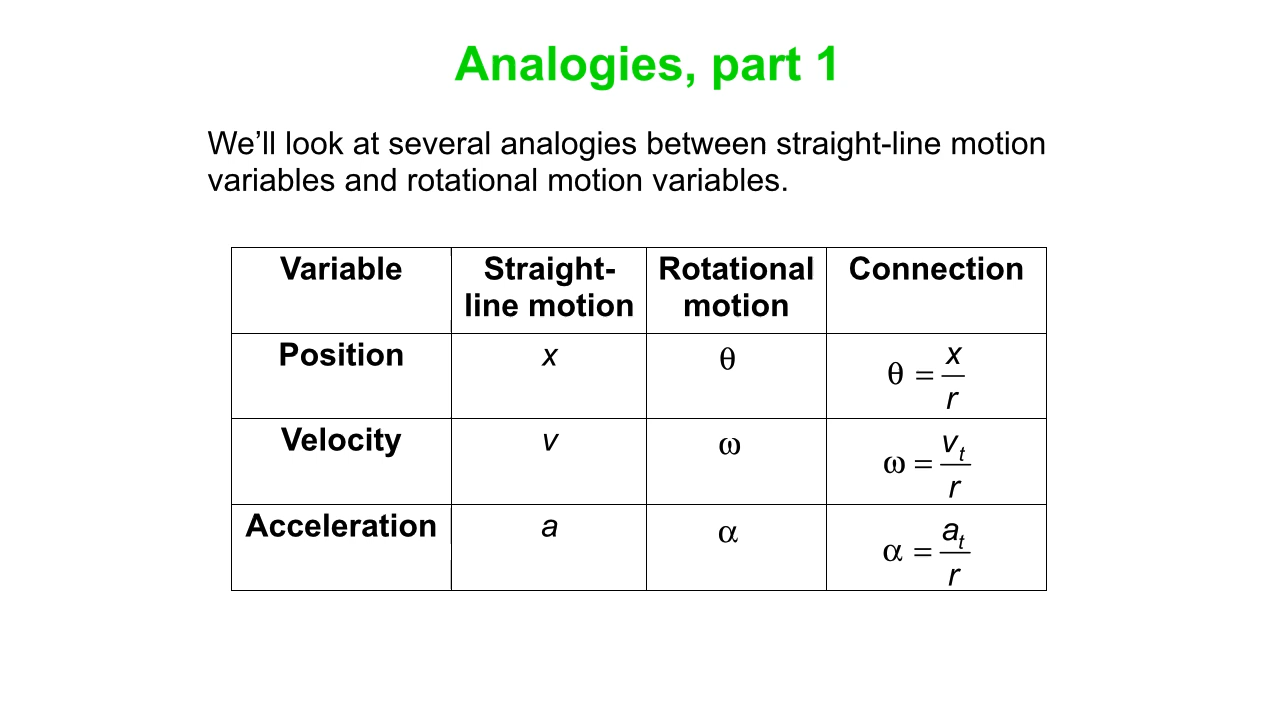 Analogies, part 1
We’ll look at several analogies between straight-line motion
variables and rotational motion variables.
Variable Straight- Rotational Connection
line motion motion
Position x θ θ = x/r
Velocity v ω ω = v_t/r
Acceleration a α α = a_t/r